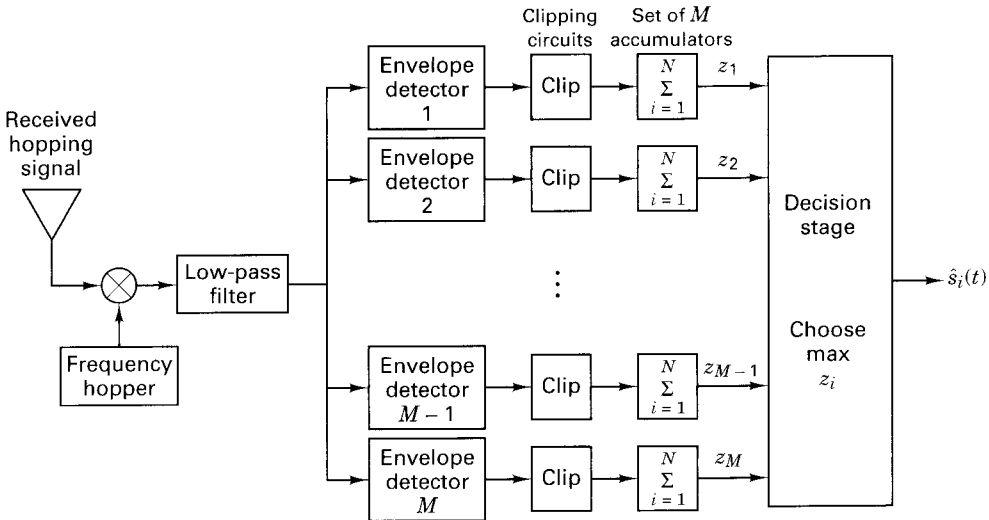 Clipping
circuits
Set of M
accumulators
Received
hopping
signal
Low-pass
filter
Frequency
hopper
Envelope
detector
1
Clip
N
Σ
i = 1
z1
Envelope
detector
2
Clip
N
Σ
i = 1
z2
⋮
Envelope
detector
M − 1
Clip
N
Σ
i = 1
zM − 1
Envelope
detector
M
Clip
N
Σ
i = 1
zM
Decision
stage
Choose
max
zi
ŝi(t)